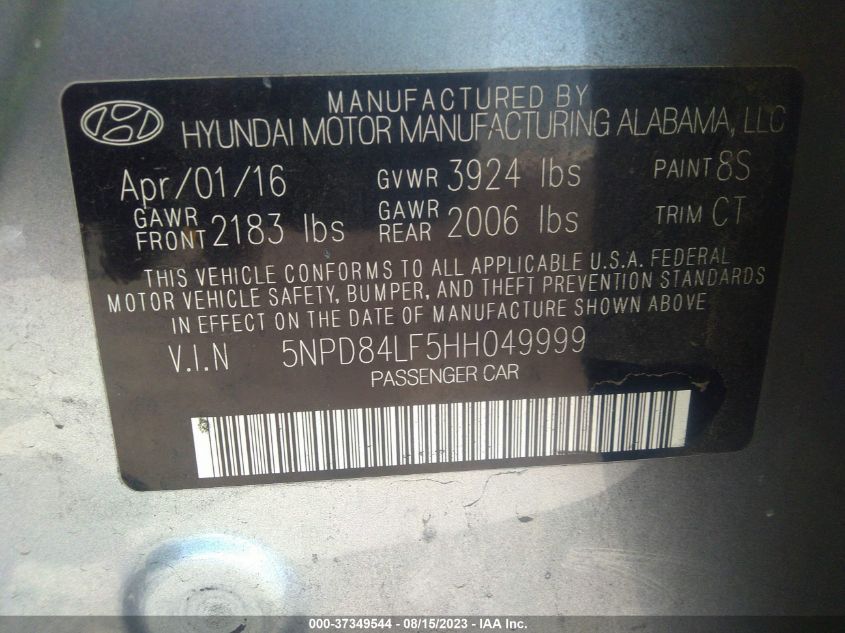 MANUFACTURED BY
HYUNDAI MOTOR MANUFACTURING ALABAMA, LLC
Apr/01/16 GVWR 3924 lbs PAINT 8S
GAWR FRONT 2183 lbs GAWR REAR 2006 lbs TRIM CT
THIS VEHICLE CONFORMS TO ALL APPLICABLE U.S.A. FEDERAL
MOTOR VEHICLE SAFETY, BUMPER, AND THEFT PREVENTION STANDARDS
IN EFFECT ON THE DATE OF MANUFACTURE SHOWN ABOVE
V.I.N 5NPD84LF5HH049999
PASSENGER CAR
000-37349544 - 08/15/2023 - IAA Inc.